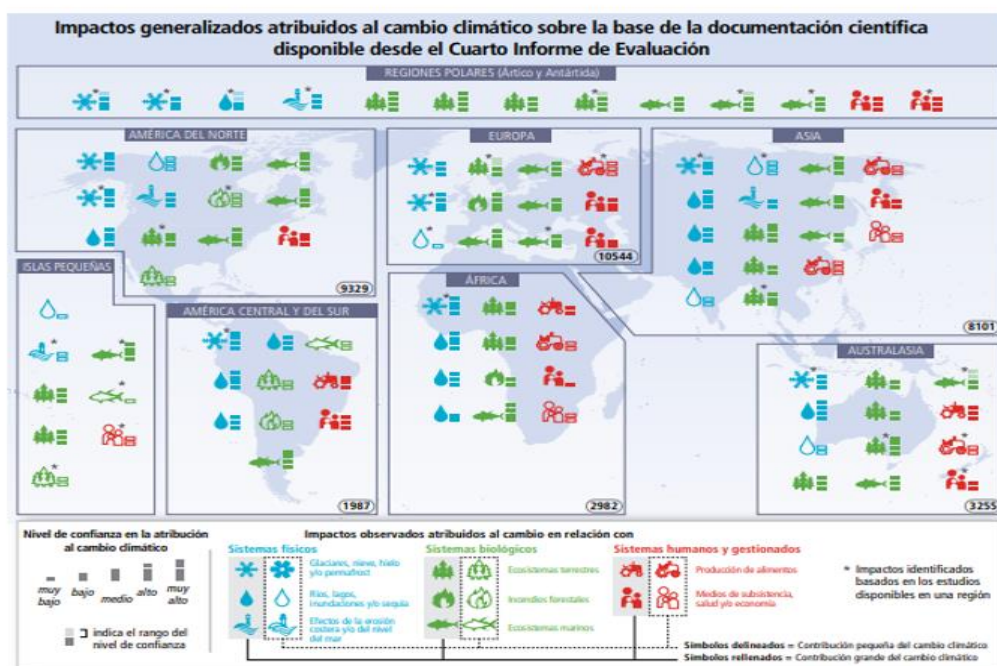 Impactos generalizados atribuidos al cambio climático sobre la base de la documentación científica
disponible desde el Cuarto Informe de Evaluación
REGIONES POLARES (Ártico y Antártida)
AMÉRICA DEL NORTE
EUROPA
ASIA
10544
ISLAS PEQUEÑAS
9329
ÁFRICA
AMÉRICA CENTRAL Y DEL SUR
8101
AUSTRALASIA
1987
2982
3255
Nivel de confianza en la atribución
al cambio climático
muy
bajo
bajo
medio
alto
muy
alto
indica el rango del
nivel de confianza
Impactos observados atribuidos al cambio en relación con
Sistemas físicos
Glaciares, nieve, hielo
y/o permafrost
Ríos, lagos,
inundaciones y/o sequía
Efectos de la erosión
costera y/o del nivel
del mar
Sistemas biológicos
Ecosistemas terrestres
Incendios forestales
Ecosistemas marinos
Sistemas humanos y gestionados
Producción de alimentos
Medios de subsistencia,
salud y/o economía
* Impactos identificados
basados en los estudios
disponibles en una región
Símbolos delineados = Contribución pequeña del cambio climático
Símbolos rellenados = Contribución grande del cambio climático